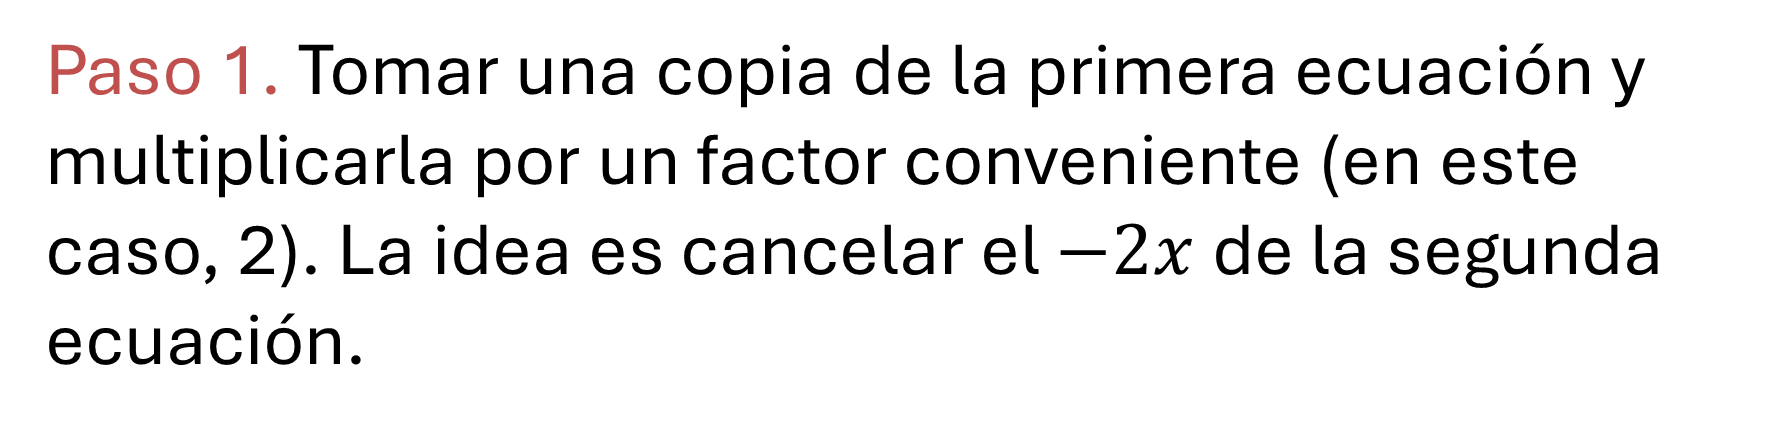 Paso 1. Tomar una copia de la primera ecuación y
multiplicarla por un factor conveniente (en este
caso, 2). La idea es cancelar el −2x de la segunda
ecuación.